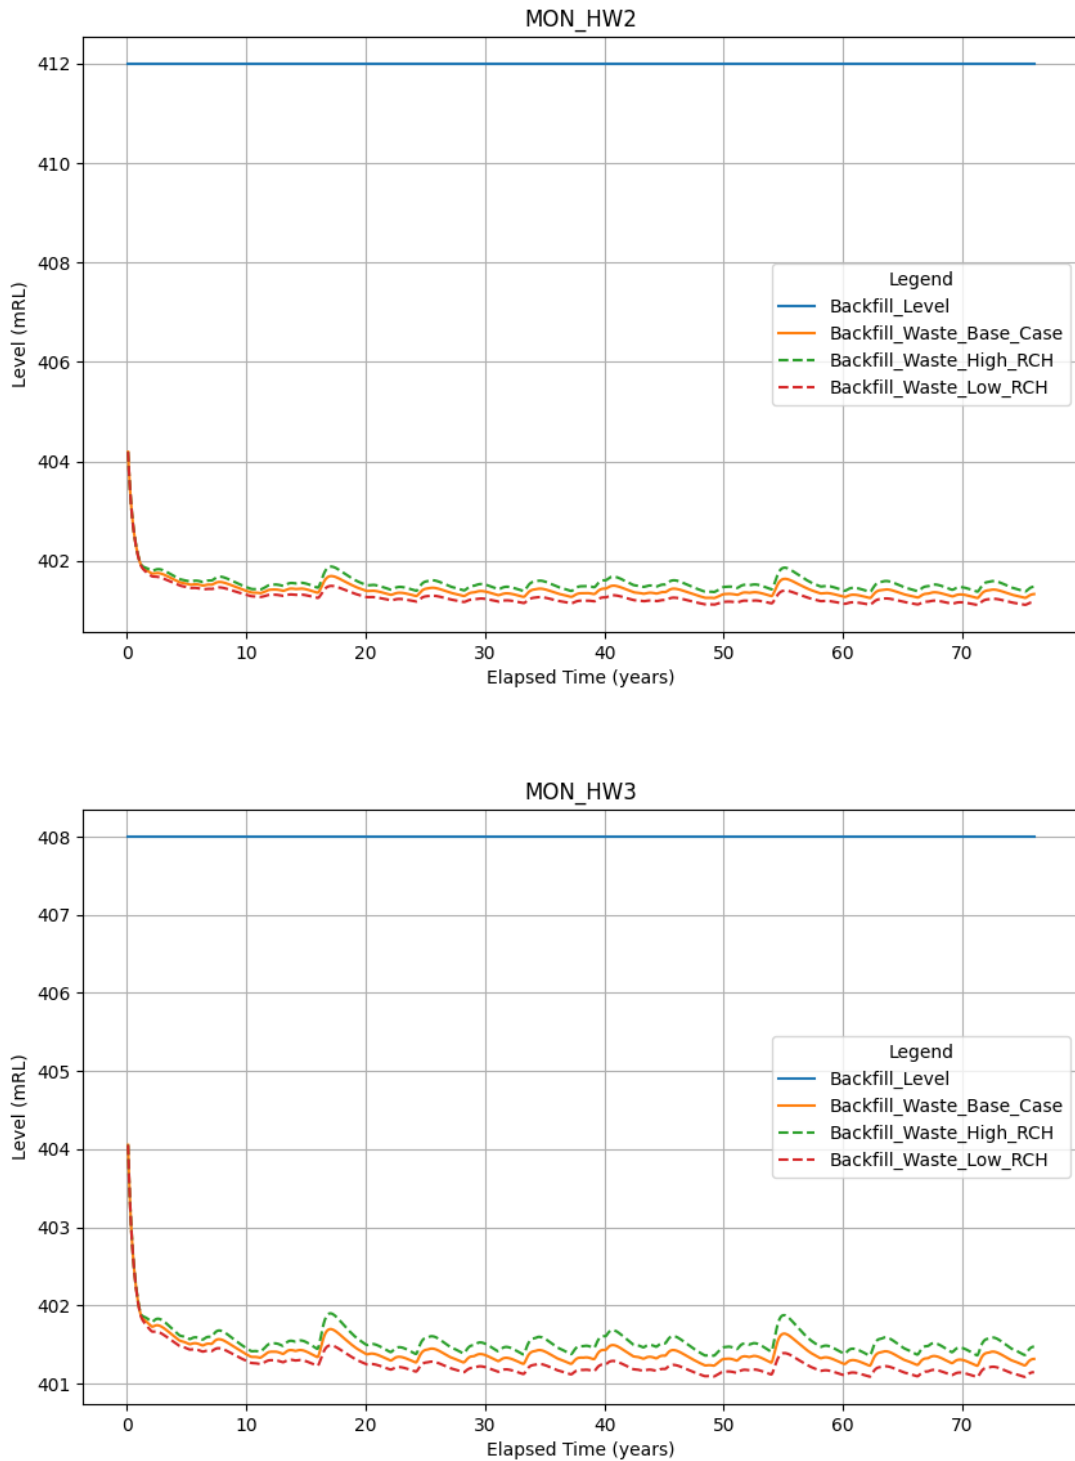 MON_HW2
412
410
408
406
404
402
Level (mRL)
Legend
Backfill_Level
Backfill_Waste_Base_Case
Backfill_Waste_High_RCH
Backfill_Waste_Low_RCH
0 10 20 30 40 50 60 70
Elapsed Time (years)
MON_HW3
408
407
406
405
404
403
402
401
Level (mRL)
Legend
Backfill_Level
Backfill_Waste_Base_Case
Backfill_Waste_High_RCH
Backfill_Waste_Low_RCH
0 10 20 30 40 50 60 70
Elapsed Time (years)